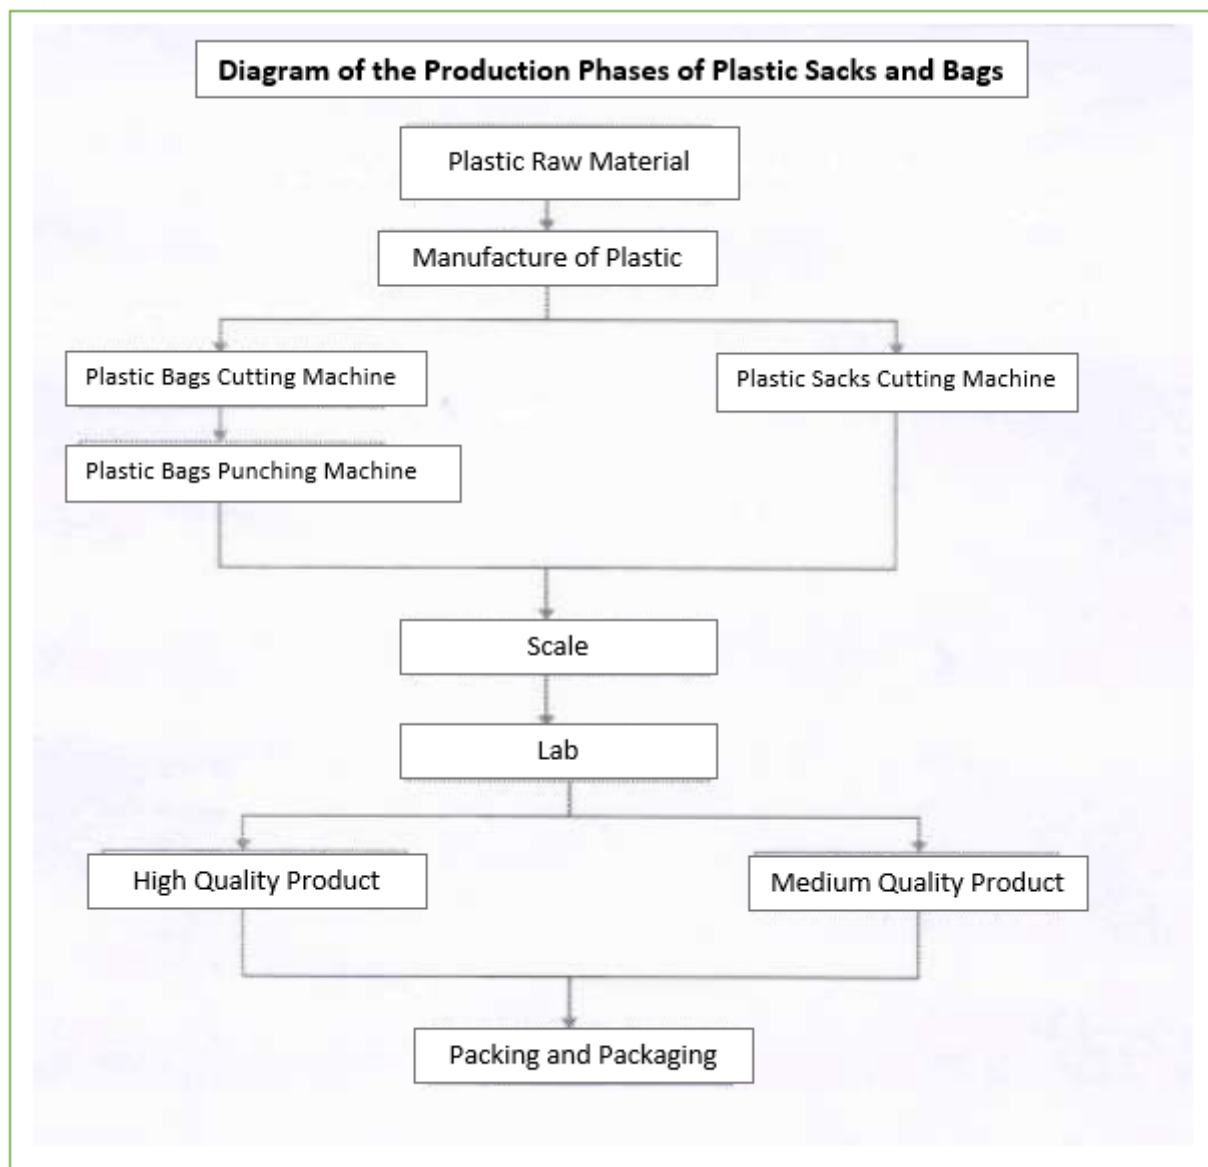 Diagram of the Production Phases of Plastic Sacks and Bags
Plastic Raw Material
Manufacture of Plastic
Plastic Bags Cutting Machine
Plastic Sacks Cutting Machine
Plastic Bags Punching Machine
Scale
Lab
High Quality Product
Medium Quality Product
Packing and Packaging